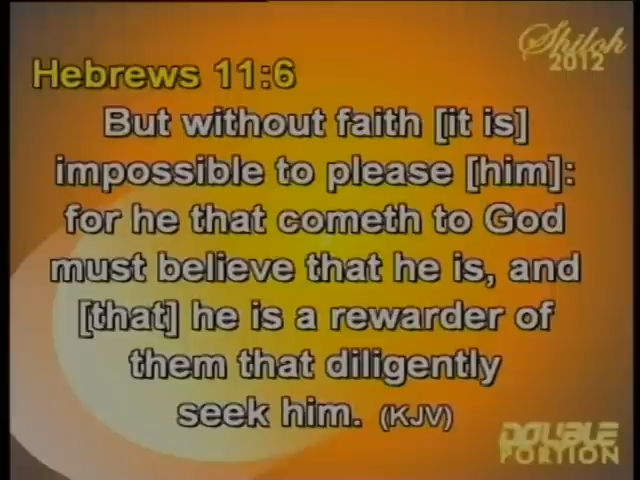 Shiloh
2012
Hebrews 11:6
But without faith [it is]
impossible to please [him]:
for he that cometh to God
must believe that he is, and
[that] he is a rewarder of
them that diligently
seek him. (KJV)
DOUBLE
PORTION